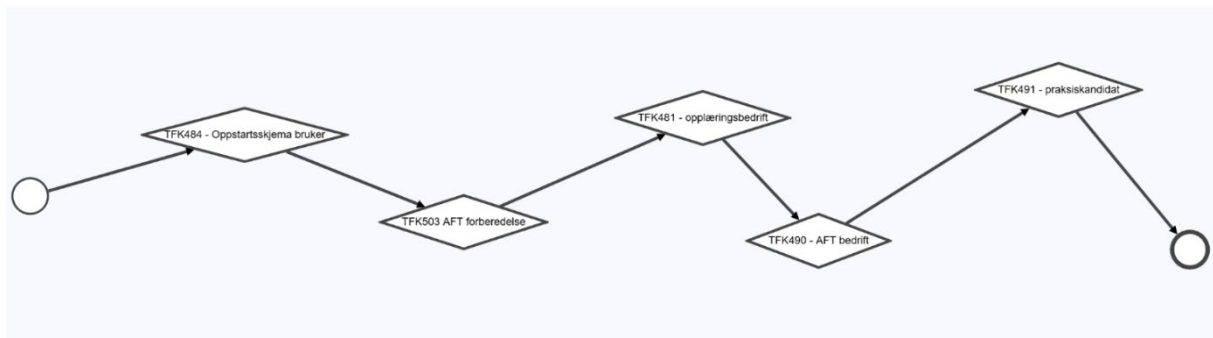 TFK484 - Oppstartsskjema bruker
TFK503 AFT forberedelse
TFK481 - opplæringsbedrift
TFK490 - AFT bedrift
TFK491 - praksiskandidat